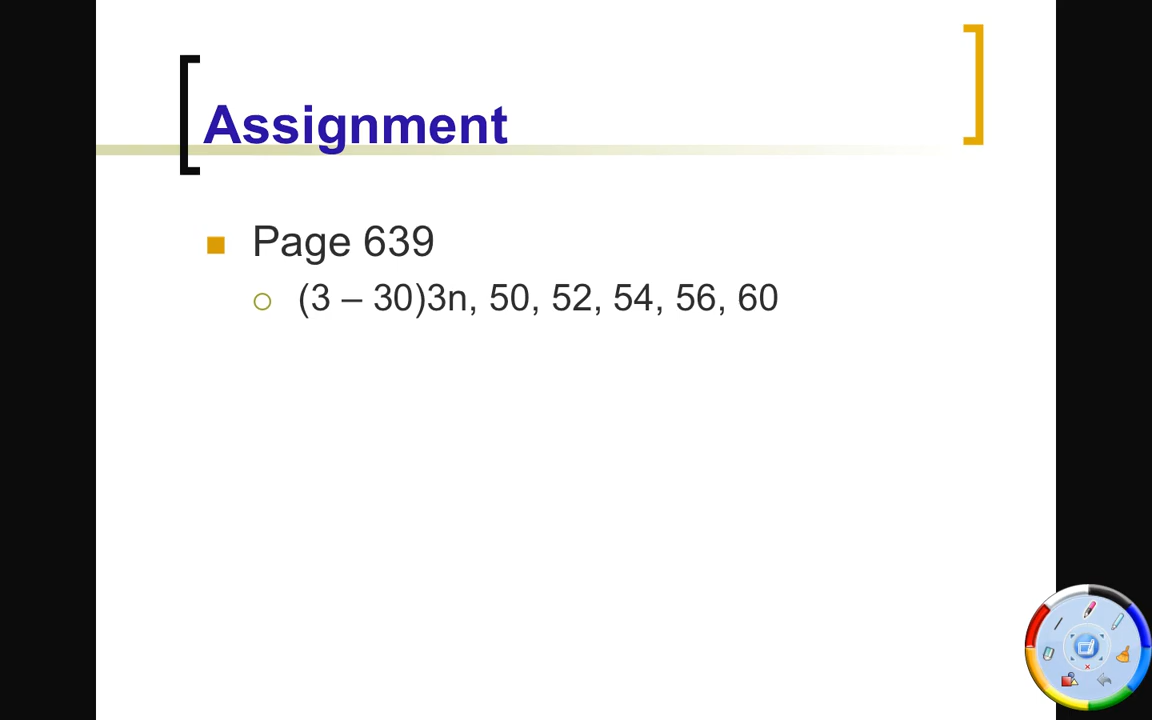 Assignment
Page 639
(3 – 30)3n, 50, 52, 54, 56, 60